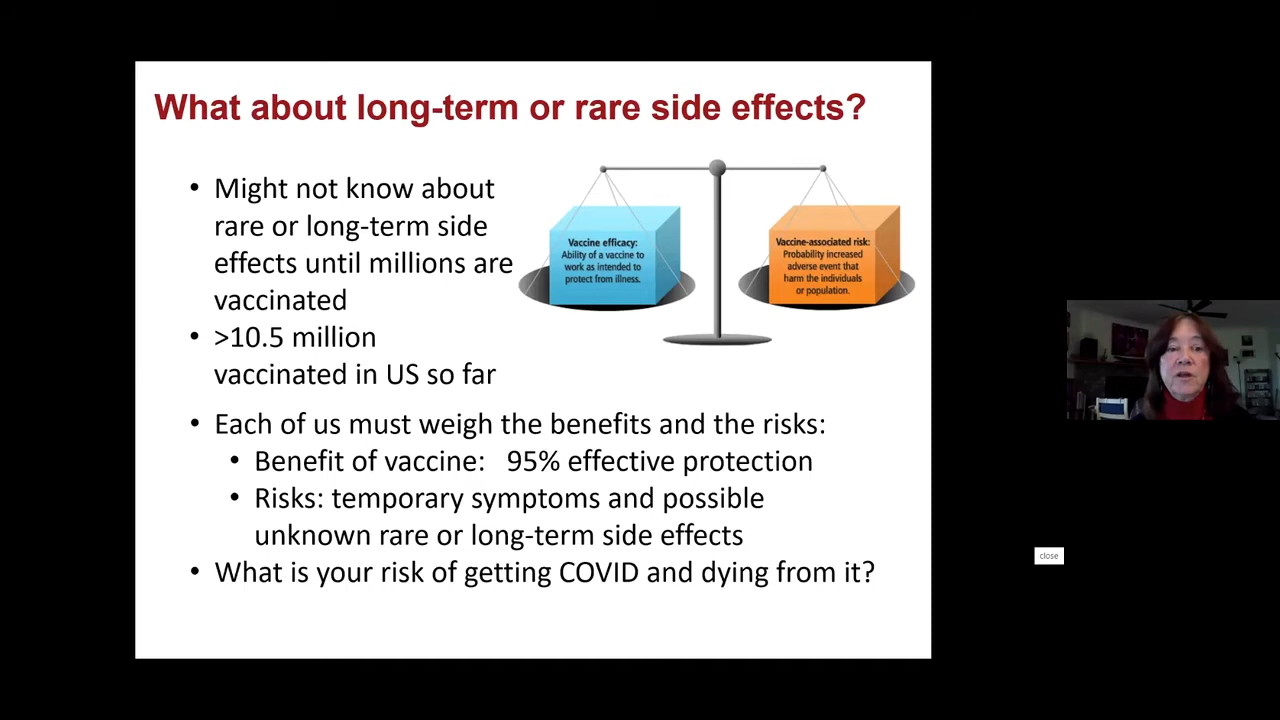 What about long-term or rare side effects?
• Might not know about
rare or long-term side
effects until millions are
vaccinated
• >10.5 million
vaccinated in US so far
Vaccine efficacy:
Ability of a vaccine to
work as intended to
protect from illness.
Vaccine-associated risk:
Probability increased
adverse event that
harm the individuals
or population.
• Each of us must weigh the benefits and the risks:
• Benefit of vaccine: 95% effective protection
• Risks: temporary symptoms and possible
unknown rare or long-term side effects
• What is your risk of getting COVID and dying from it?
close